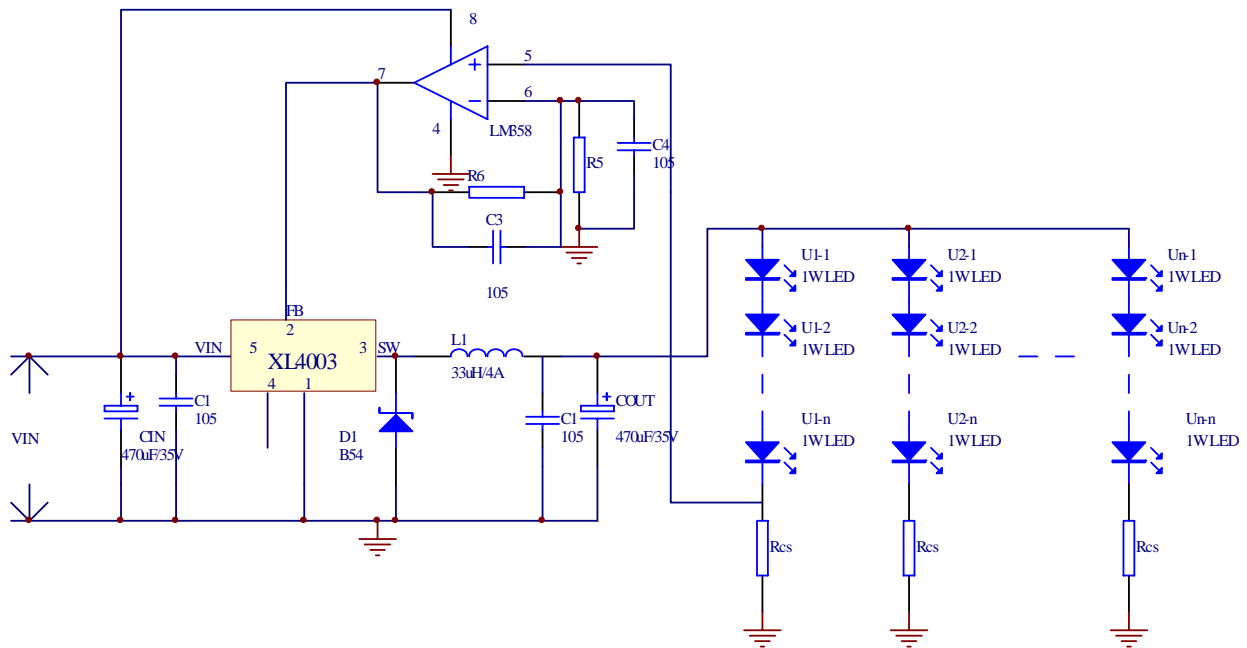 8
5
7
6
4
LM358
C4
105
R5
R6
C3
105
FB
2
VIN
5
XL4003
3
SW
4
1
L1
33uH/4A
C1
105
CIN
470uF/35V
VIN
D1
B54
C1
105
COUT
470uF/35V
U1-1
1WLED
U2-1
1WLED
Un-1
1WLED
U1-2
1WLED
U2-2
1WLED
Un-2
1WLED
U1-n
1WLED
U2-n
1WLED
Un-n
1WLED
Rcs
Rcs
Rcs